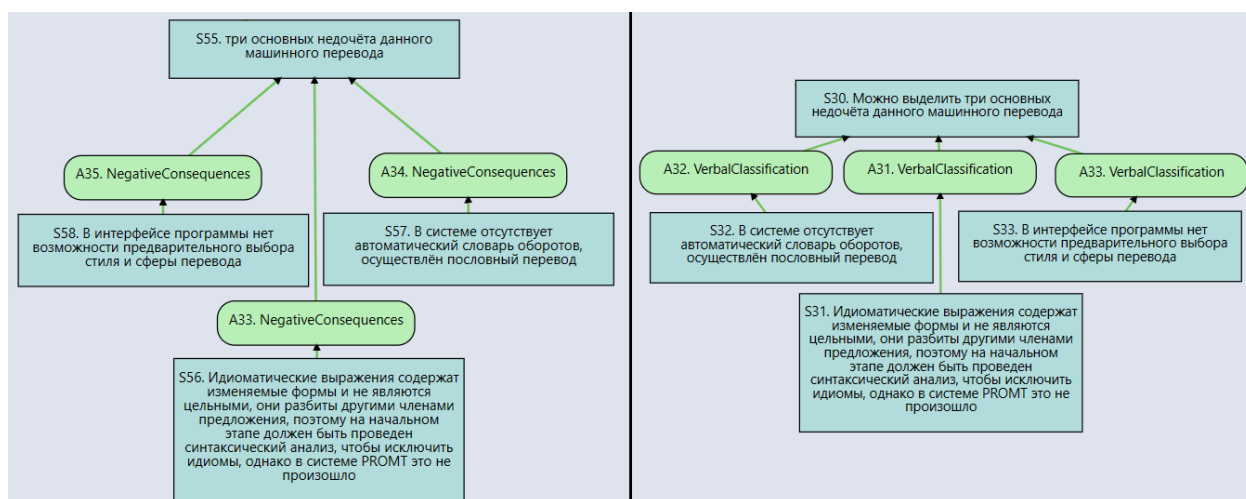 S55. три основных недочёта данного
машинного перевода
A35. NegativeConsequences
A34. NegativeConsequences
S58. В интерфейсе программы нет
возможности предварительного выбора
стиля и сферы перевода
S57. В системе отсутствует
автоматический словарь оборотов,
осуществлён пословный перевод
A33. NegativeConsequences
S56. Идиоматические выражения содержат
изменяемые формы и не являются
цельными, они разбиты другими членами
предложения, поэтому на начальном
этапе должен быть проведен
синтаксический анализ, чтобы исключить
идиомы, однако в системе PROMT это не
произошло
S30. Можно выделить три основных
недочёта данного машинного перевода
A32. VerbalClassification
A31. VerbalClassification
A33. VerbalClassification
S32. В системе отсутствует
автоматический словарь оборотов,
осуществлён пословный перевод
S33. В интерфейсе программы нет
возможности предварительного выбора
стиля и сферы перевода
S31. Идиоматические выражения содержат
изменяемые формы и не являются
цельными, они разбиты другими членами
предложения, поэтому на начальном
этапе должен быть проведен
синтаксический анализ, чтобы исключить
идиомы, однако в системе PROMT это не
произошло